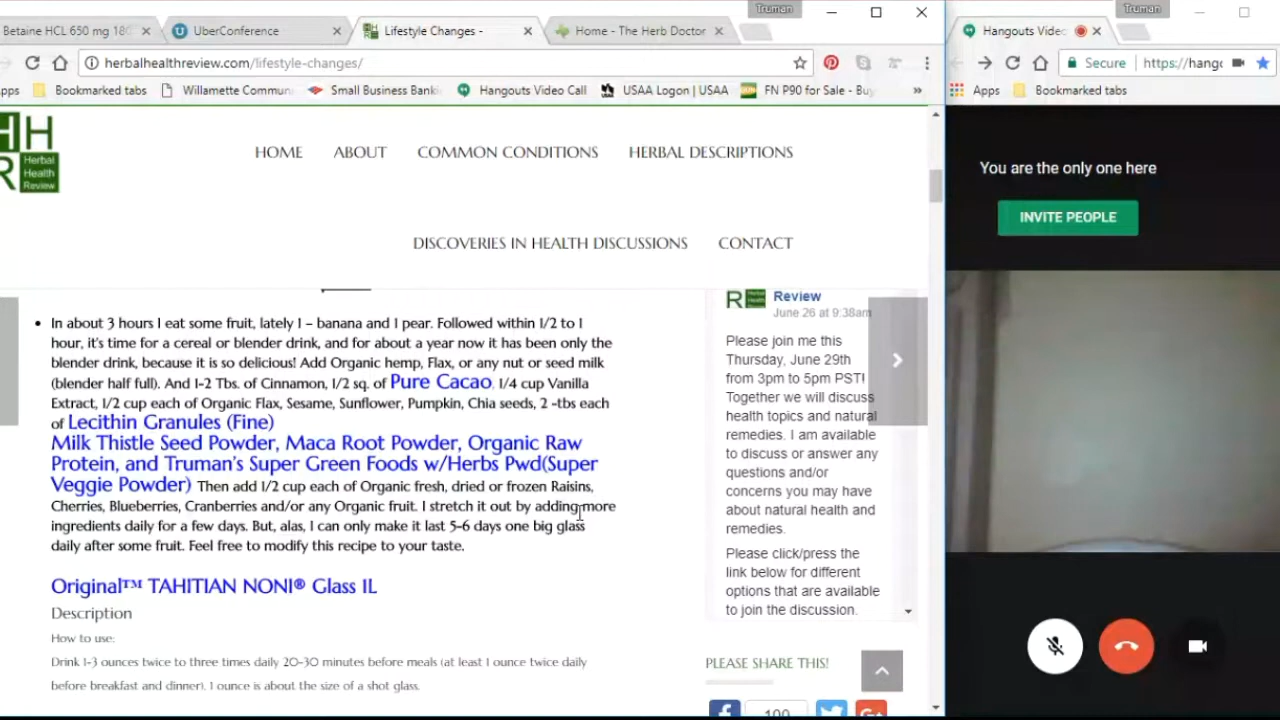 Truman
Truman
Betaine HCL 650 mg 180
UberConference
Lifestyle Changes -
Home - The Herb Doctor
Hangouts Video
herbalhealthreview.com/lifestyle-changes/
Secure
https://hang
Bookmarked tabs
Willamette Commun
Small Business Banki
Hangouts Video Call
USAA Logon | USAA
FN P90 for Sale - Buy
»
Apps
Bookmarked tabs
H H
R
Herbal
Health
Review
HOME
ABOUT
COMMON CONDITIONS
HERBAL DESCRIPTIONS
DISCOVERIES IN HEALTH DISCUSSIONS
CONTACT
• In about 3 hours I eat some fruit, lately 1 – banana and 1 pear. Followed within 1/2 to 1
hour, it's time for a cereal or blender drink, and for about a year now it has been only the
blender drink, because it is so delicious! Add Organic hemp, Flax, or any nut or seed milk
(blender half full). And 1-2 Tbs. of Cinnamon, 1/2 sq. of Pure Cacao, 1/4 cup Vanilla
Extract, 1/2 cup each of Organic Flax, Sesame, Sunflower, Pumpkin, Chia seeds, 2 -tbs each
of Lecithin Granules (Fine)
Milk Thistle Seed Powder, Maca Root Powder, Organic Raw
Protein, and Truman's Super Green Foods w/Herbs Pwd(Super
Veggie Powder) Then add 1/2 cup each of Organic fresh, dried or frozen Raisins,
Cherries, Blueberries, Cranberries and/or any Organic fruit. I stretch it out by adding more
ingredients daily for a few days. But, alas, I can only make it last 5-6 days one big glass
daily after some fruit. Feel free to modify this recipe to your taste.
Original™ TAHITIAN NONI® Glass 1L
Description
How to use:
Drink 1-3 ounces twice to three times daily 20-30 minutes before meals (at least 1 ounce twice daily
before breakfast and dinner). 1 ounce is about the size of a shot glass.
R
Review
June 26 at 9:38am
Please join me this
Thursday, June 29th
from 3pm to 5pm PST!
Together we will discuss
health topics and natural
remedies. I am available
to discuss or answer any
questions and/or
concerns you may have
about natural health and
remedies.
Please click/press the
link below for different
options that are available
to join the discussion.
PLEASE SHARE THIS!
100
You are the only one here
INVITE PEOPLE